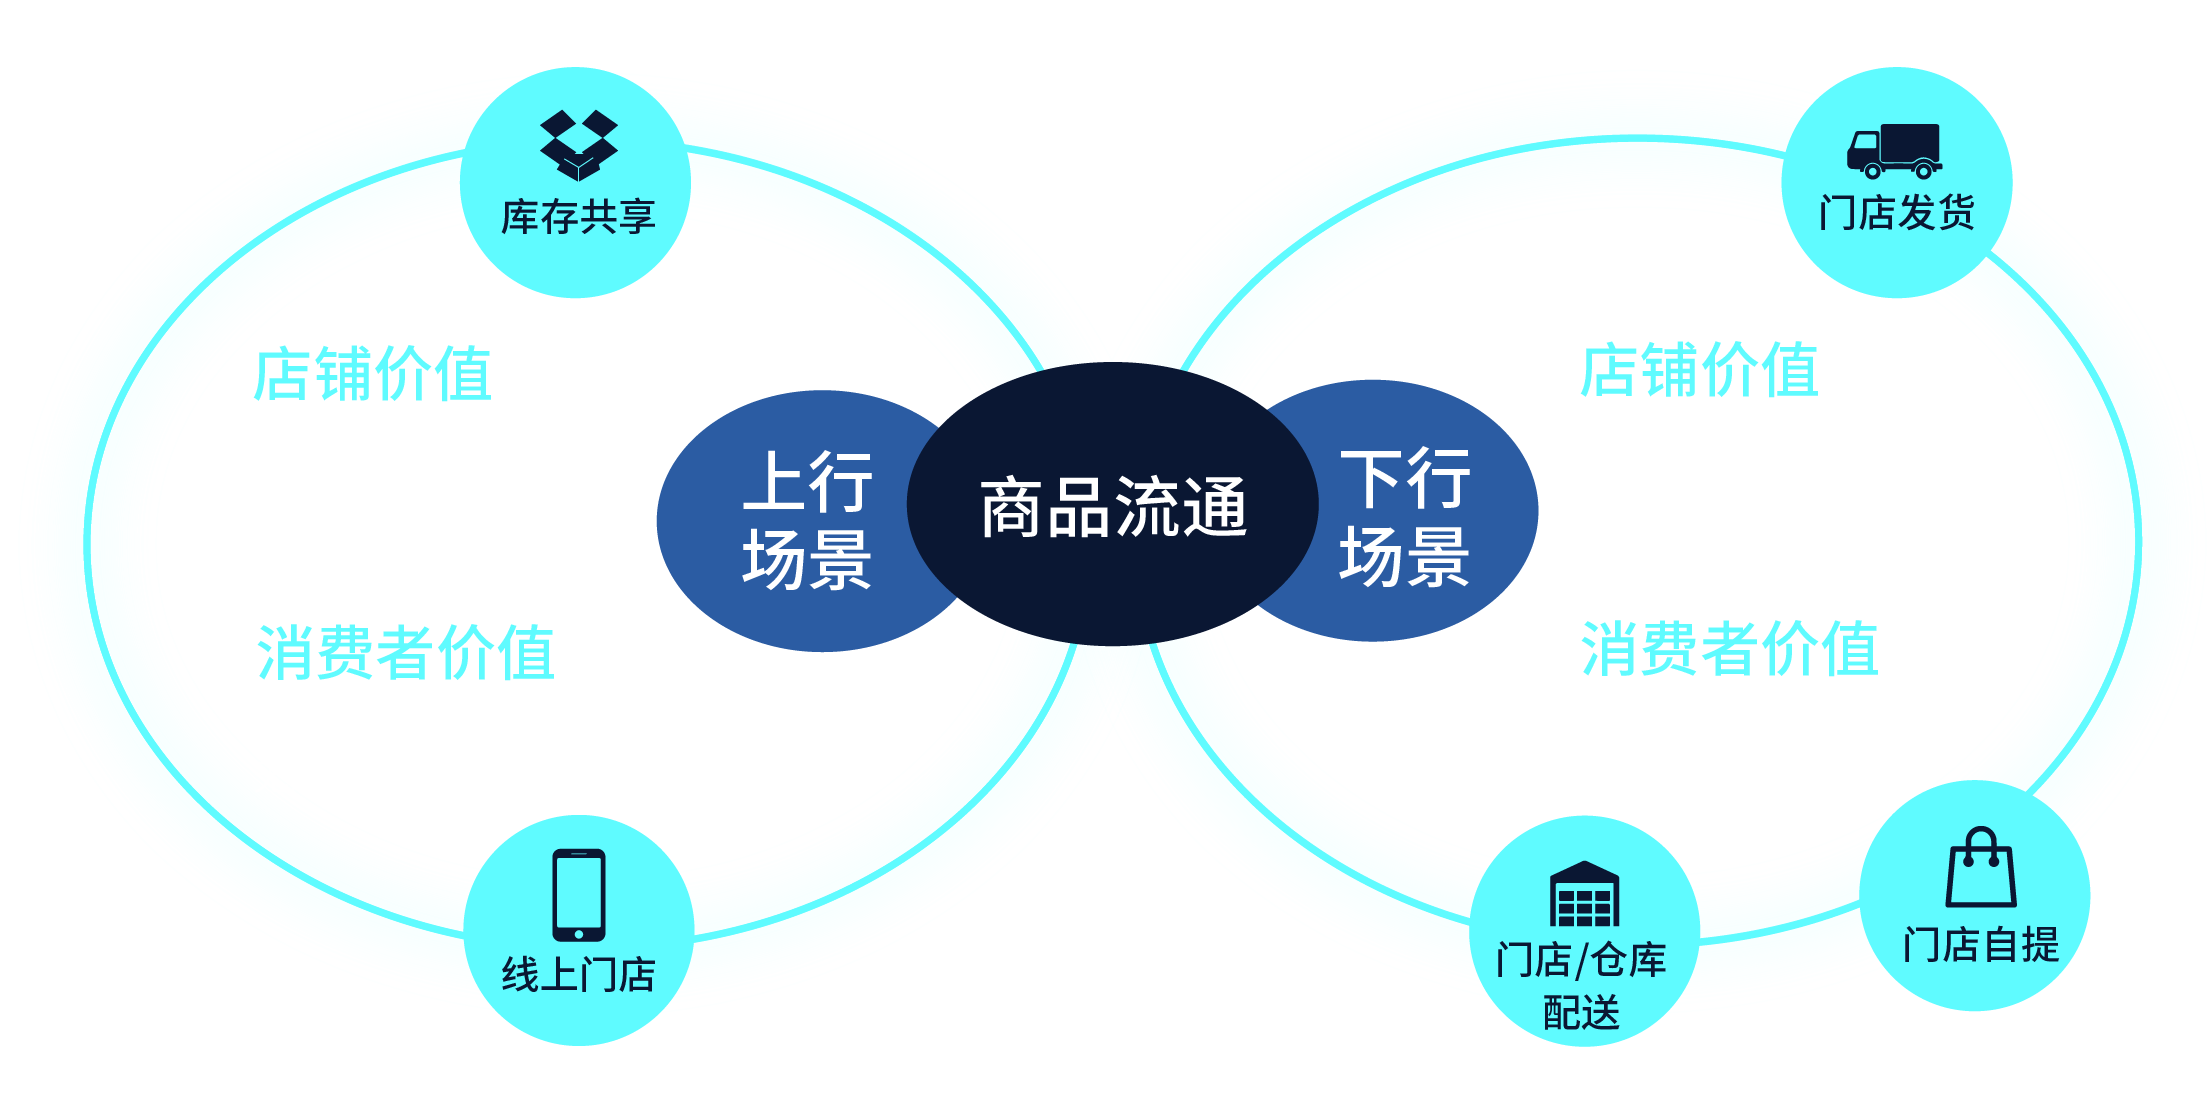 库存共享
门店发货
店铺价值
店铺价值
上行
场景
商品流通
下行
场景
消费者价值
消费者价值
线上门店
门店/仓库
配送
门店自提